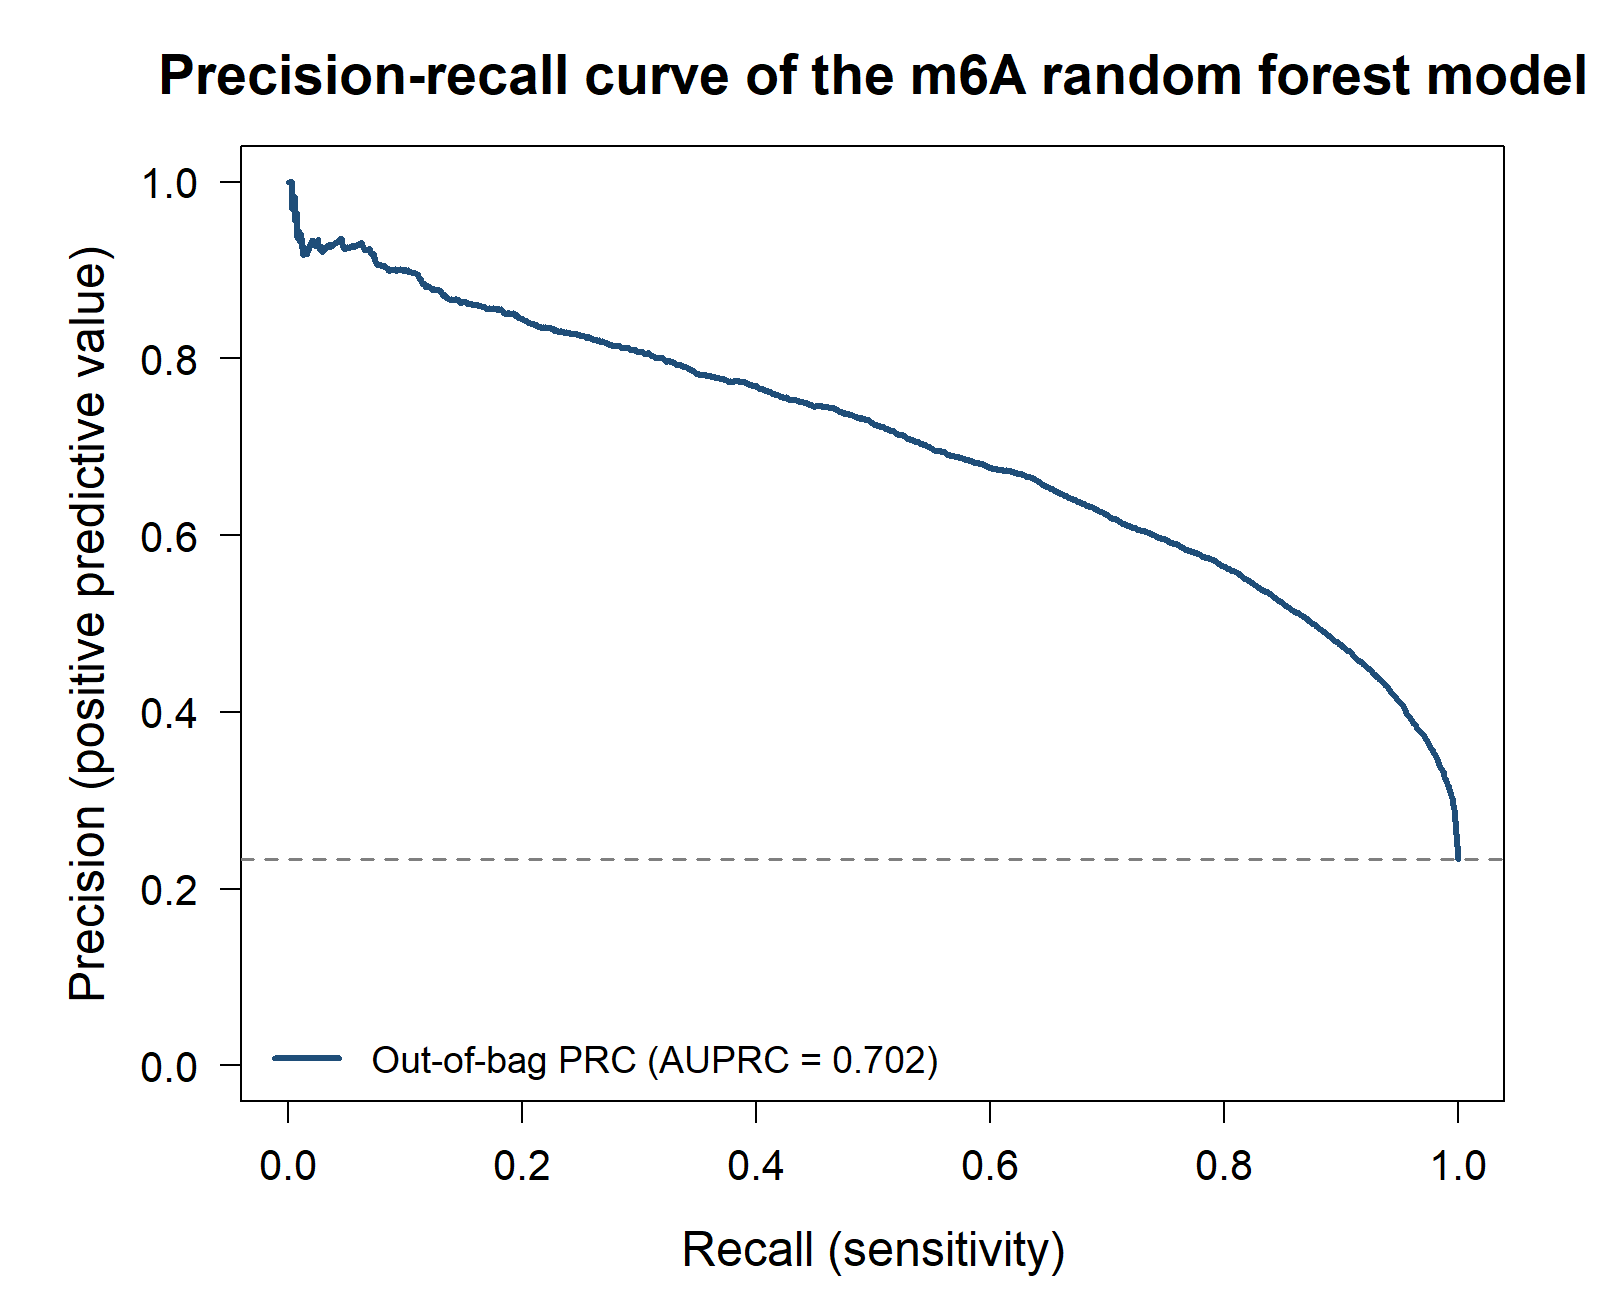 Precision-recall curve of the m6A random forest model
Precision (positive predictive value)
1.0
0.8
0.6
0.4
0.2
0.0
Out-of-bag PRC (AUPRC = 0.702)
0.0 0.2 0.4 0.6 0.8 1.0
Recall (sensitivity)